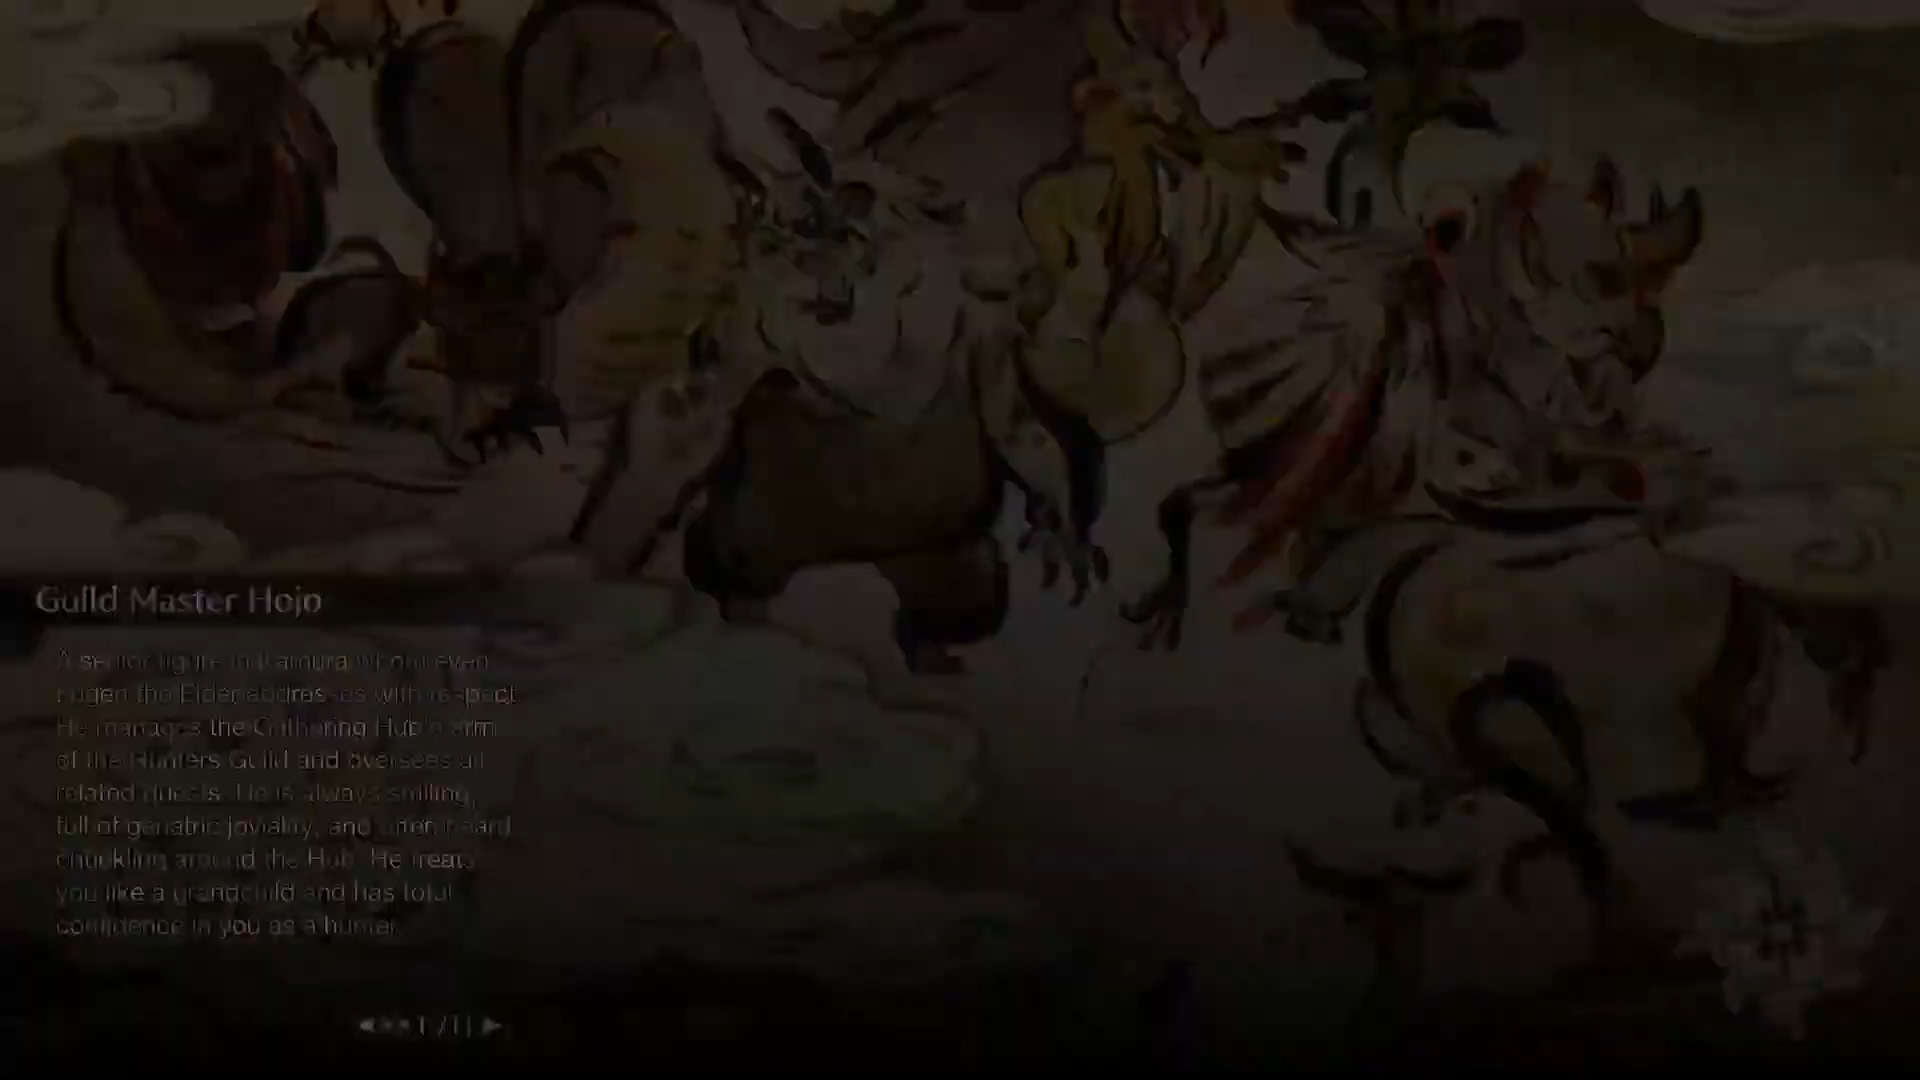 Guild Master Hojo
A senior figure in Kamura whom even
Fugen the Elder addresses with respect.
He manages the Gathering Hub's arm
of the Hunters Guild and oversees all
related quests. He is always smiling,
full of geriatric joviality, and often heard
chuckling around the Hub. He treats
you like a grandchild and has total
confidence in you as a hunter.
1 / 11